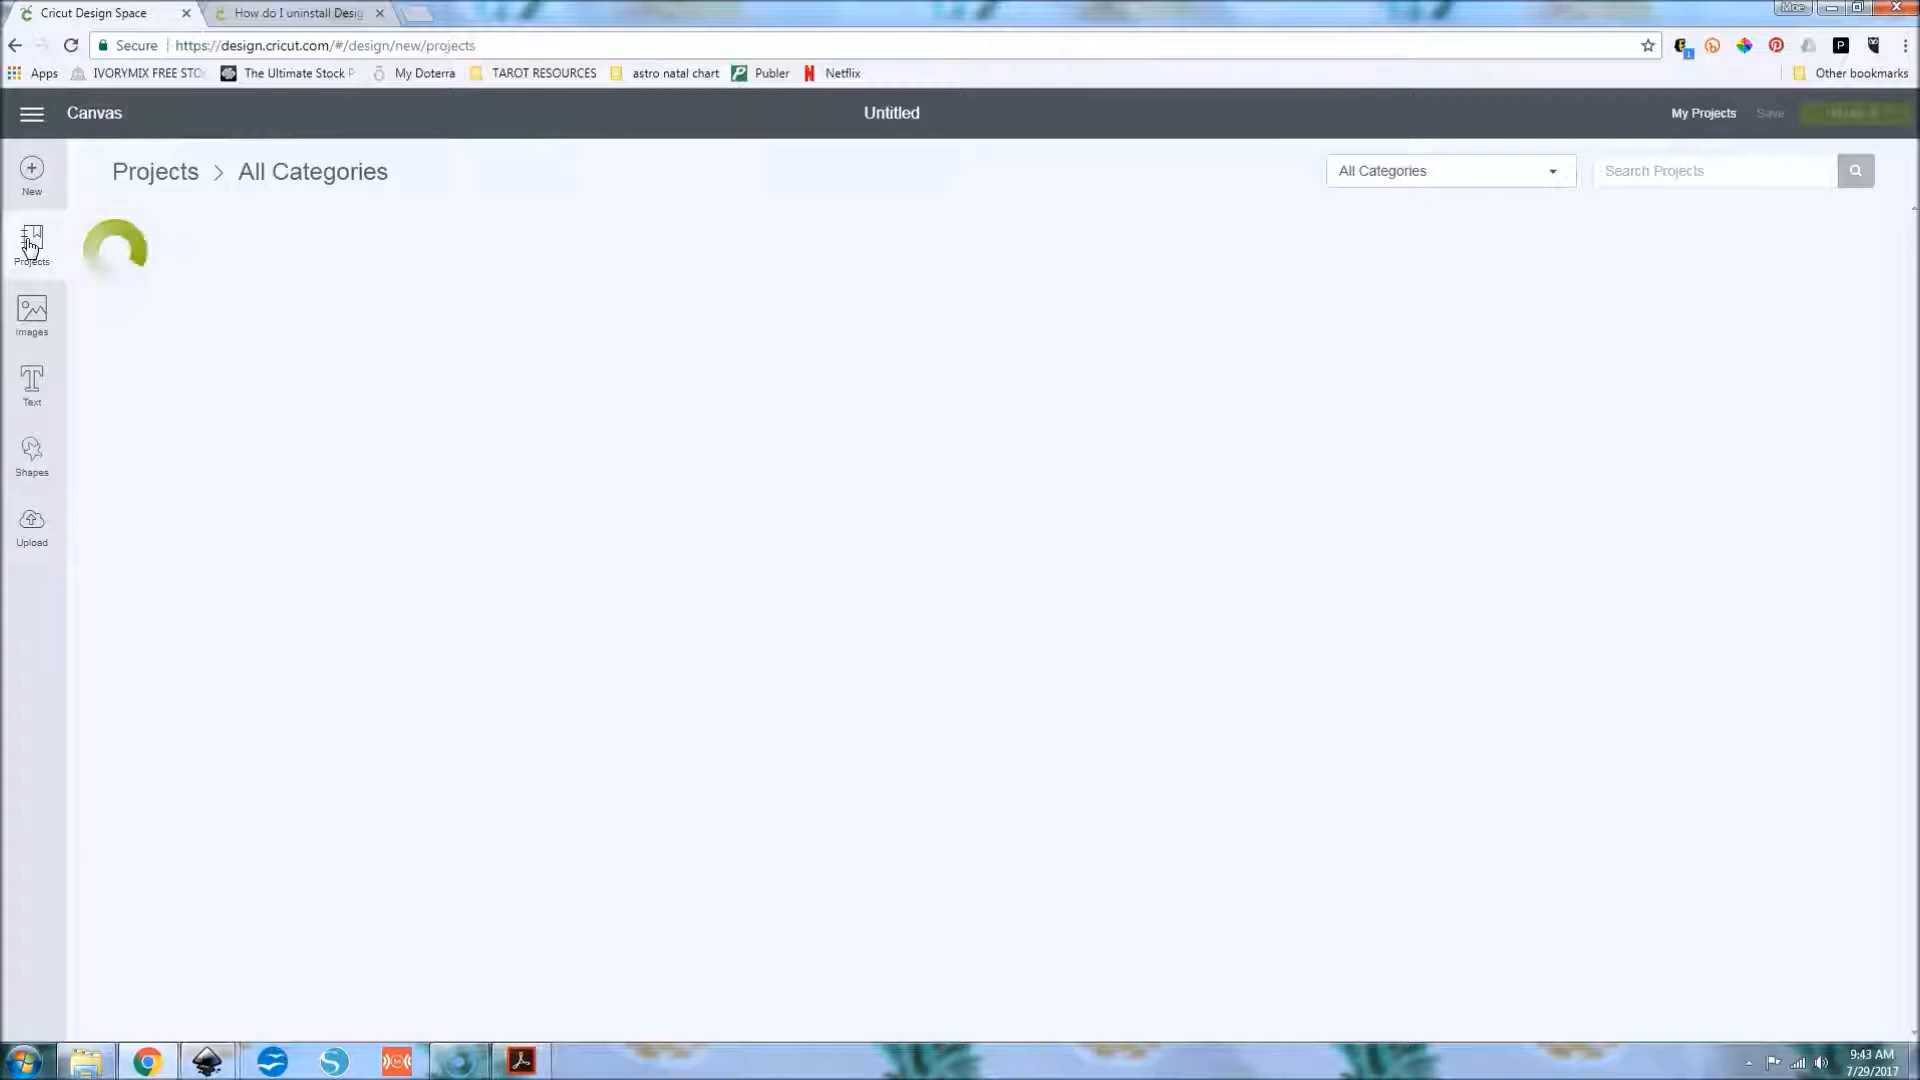 Cricut Design Space
How do I uninstall Desig
Moe
Secure
https://design.cricut.com/#/design/new/projects
Apps
IVORYMIX FREE STO
The Ultimate Stock P
My Doterra
TAROT RESOURCES
astro natal chart
Publer
Netflix
Other bookmarks
Canvas
Untitled
My Projects
Save
Projects > All Categories
All Categories
Search Projects
New
Projects
Images
Text
Shapes
Upload
9:43 AM
7/29/2017